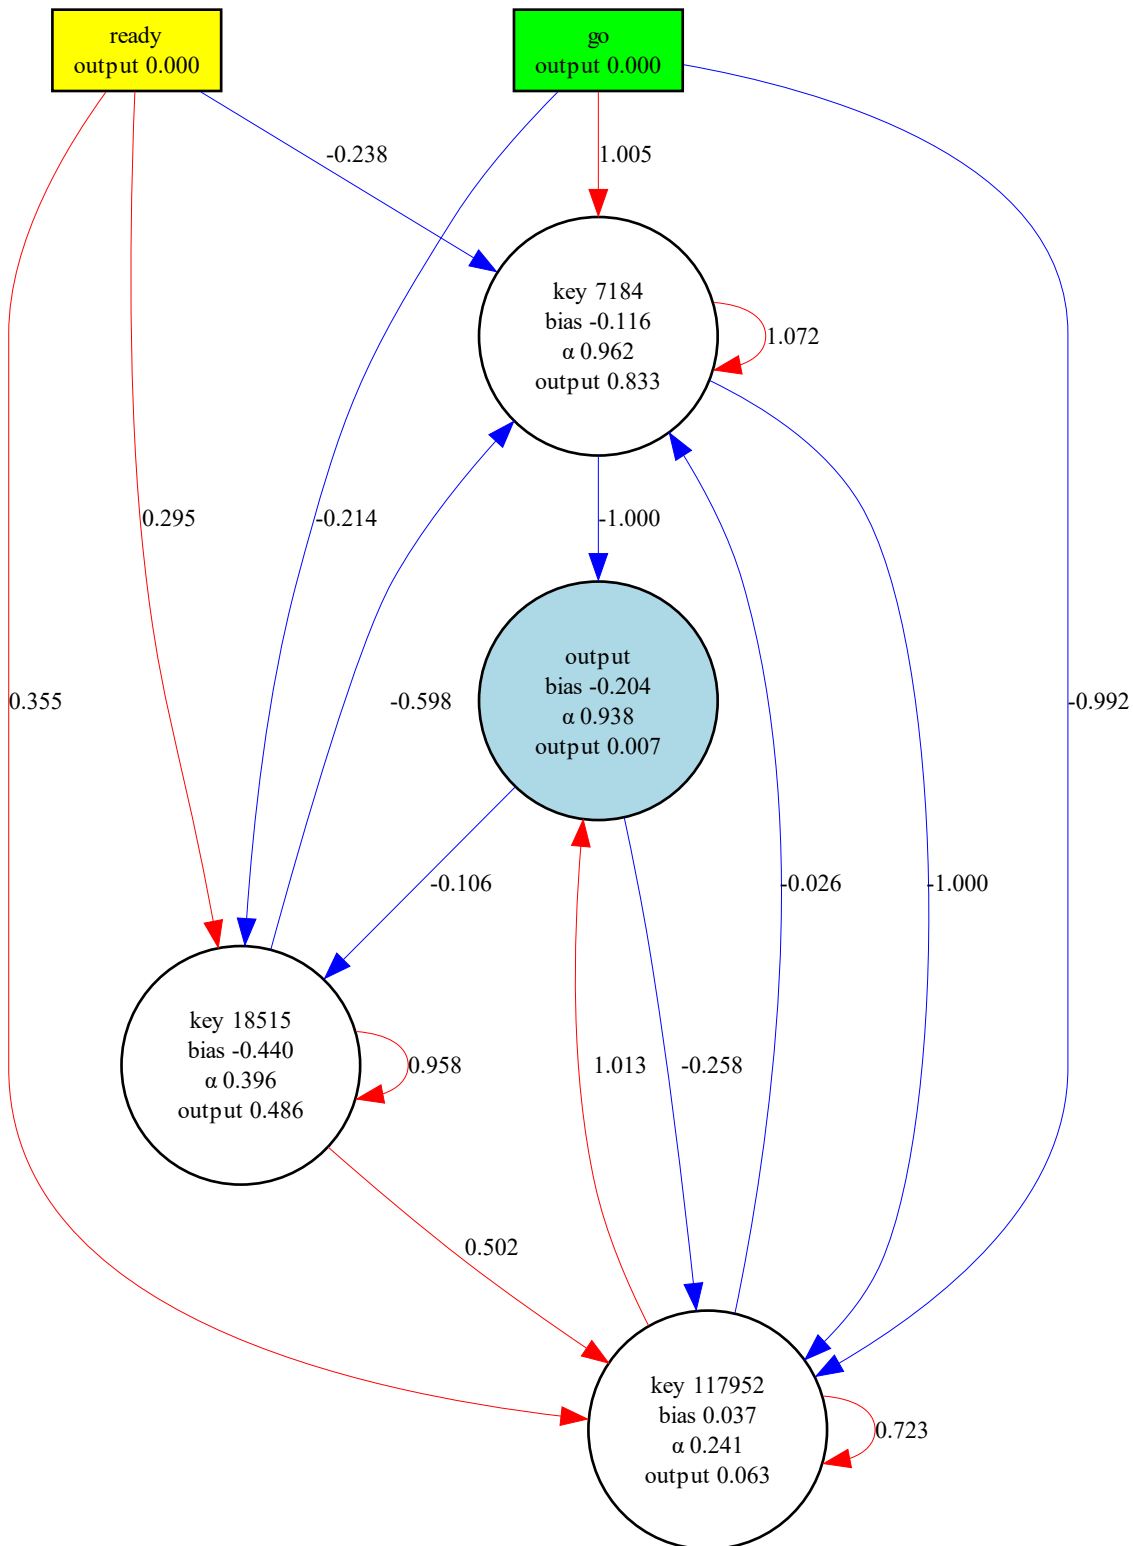 ready
output 0.000
go
output 0.000
-0.238
1.005
key 7184
bias -0.116
α 0.962
output 0.833
1.072
0.295
-0.214
-1.000
output
bias -0.204
α 0.938
output 0.007
0.355
-0.598
-0.992
-0.106
-0.026
-1.000
key 18515
bias -0.440
α 0.396
output 0.486
0.958
1.013
-0.258
0.502
key 117952
bias 0.037
α 0.241
output 0.063
0.723